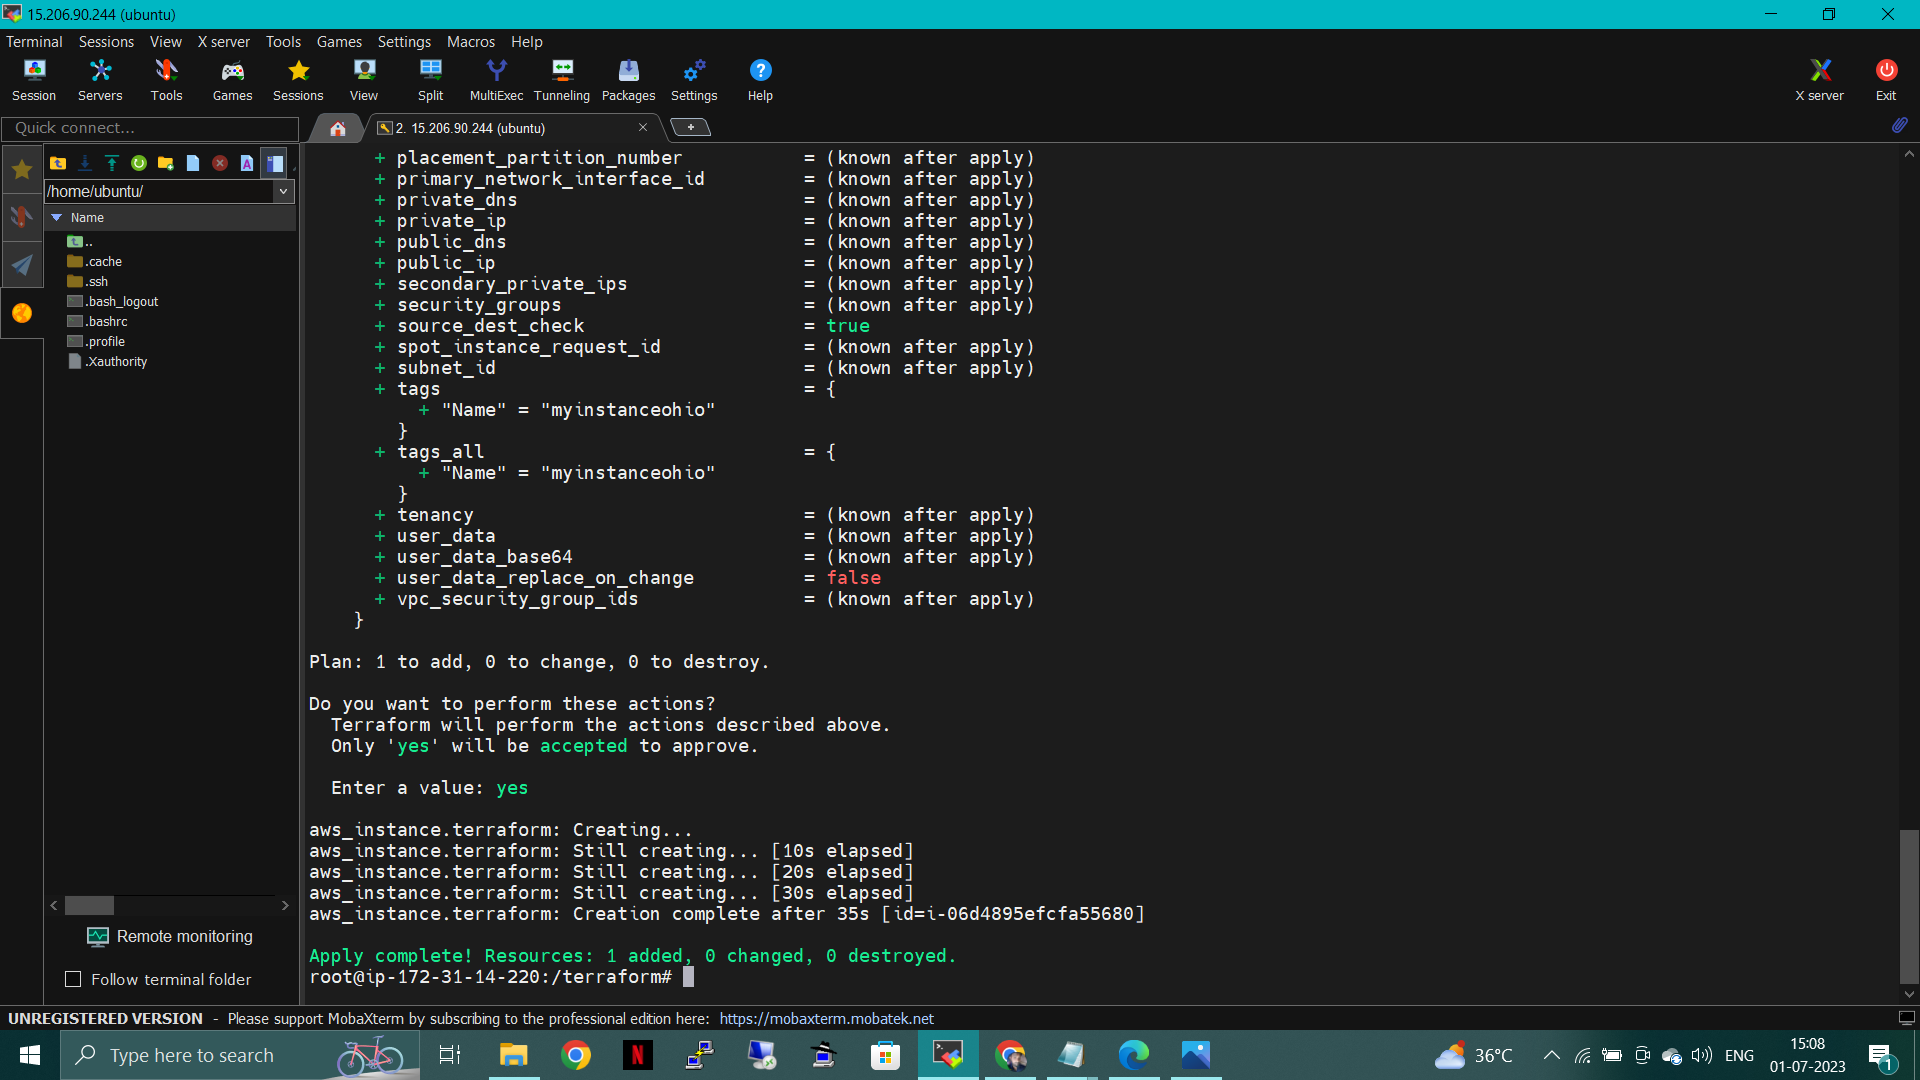 15.206.90.244 (ubuntu)
Terminal Sessions View X server Tools Games Settings Macros Help
Session Servers Tools Games Sessions View Split MultiExec Tunneling Packages Settings Help X server Exit
Quick connect...
2. 15.206.90.244 (ubuntu)
/home/ubuntu/
Name
..
.cache
.ssh
.bash_logout
.bashrc
.profile
.Xauthority
Remote monitoring
Follow terminal folder
+ placement_partition_number = (known after apply)
+ primary_network_interface_id = (known after apply)
+ private_dns = (known after apply)
+ private_ip = (known after apply)
+ public_dns = (known after apply)
+ public_ip = (known after apply)
+ secondary_private_ips = (known after apply)
+ security_groups = (known after apply)
+ source_dest_check = true
+ spot_instance_request_id = (known after apply)
+ subnet_id = (known after apply)
+ tags = {
+ "Name" = "myinstanceohio"
}
+ tags_all = {
+ "Name" = "myinstanceohio"
}
+ tenancy = (known after apply)
+ user_data = (known after apply)
+ user_data_base64 = (known after apply)
+ user_data_replace_on_change = false
+ vpc_security_group_ids = (known after apply)
}
Plan: 1 to add, 0 to change, 0 to destroy.
Do you want to perform these actions?
Terraform will perform the actions described above.
Only 'yes' will be accepted to approve.
Enter a value: yes
aws_instance.terraform: Creating...
aws_instance.terraform: Still creating... [10s elapsed]
aws_instance.terraform: Still creating... [20s elapsed]
aws_instance.terraform: Still creating... [30s elapsed]
aws_instance.terraform: Creation complete after 35s [id=i-06d4895efcfa55680]
Apply complete! Resources: 1 added, 0 changed, 0 destroyed.
root@ip-172-31-14-220:/terraform#
UNREGISTERED VERSION - Please support MobaXterm by subscribing to the professional edition here: https://mobaxterm.mobatek.net
Type here to search
36°C
ENG
15:08
01-07-2023
1